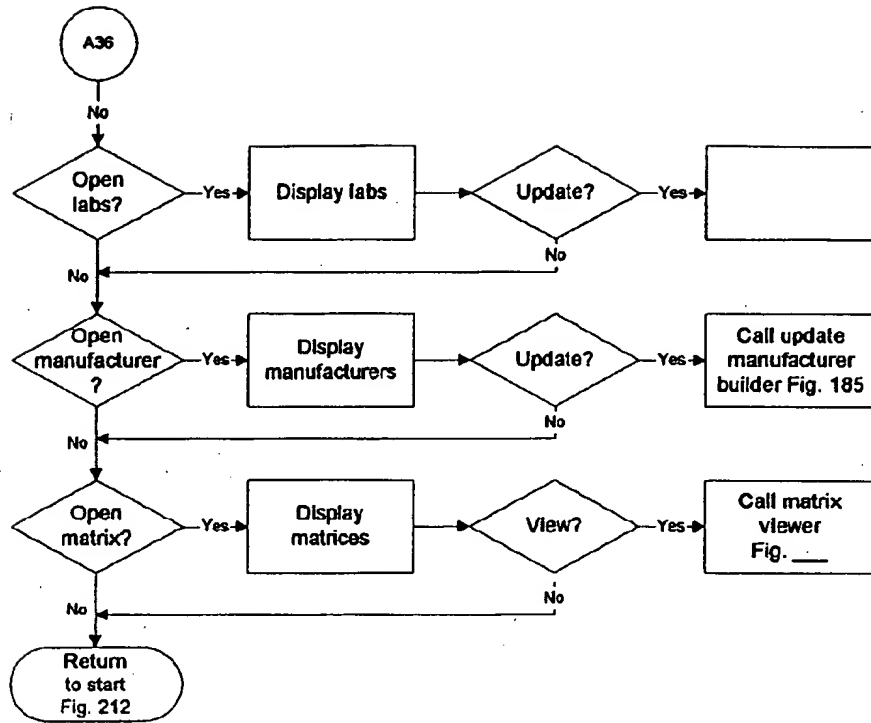 A36
No
Open
labs?
Yes
Display labs
Update?
Yes
No
No
Open
manufacturer
?
Yes
Display
manufacturers
Update?
Yes
Call update
manufacturer
builder Fig. 185
No
No
Open
matrix?
Yes
Display
matrices
View?
Yes
Call matrix
viewer
Fig. ___
No
No
Return
to start
Fig. 212